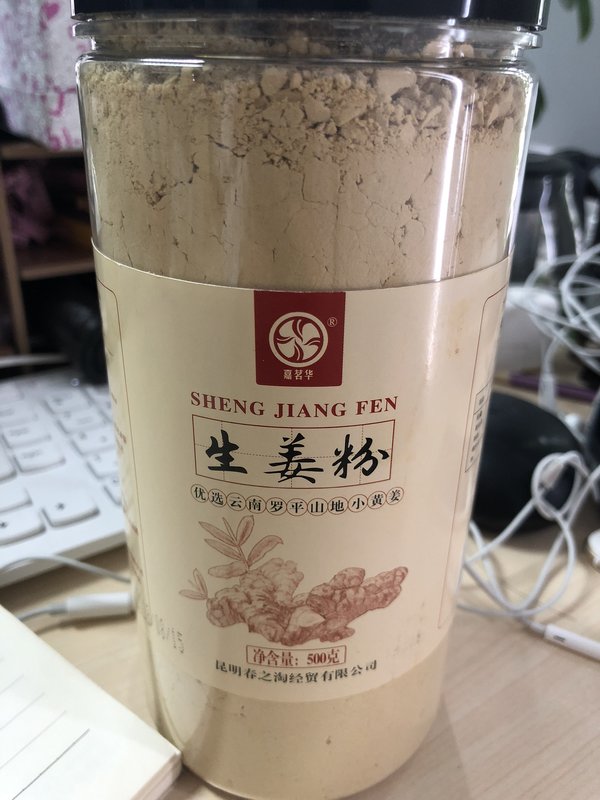 ®
嘉茗华
SHENG JIANG FEN
生姜粉
优选云南罗平山地小黄姜
净含量：500克
昆明春之淘经贸有限公司